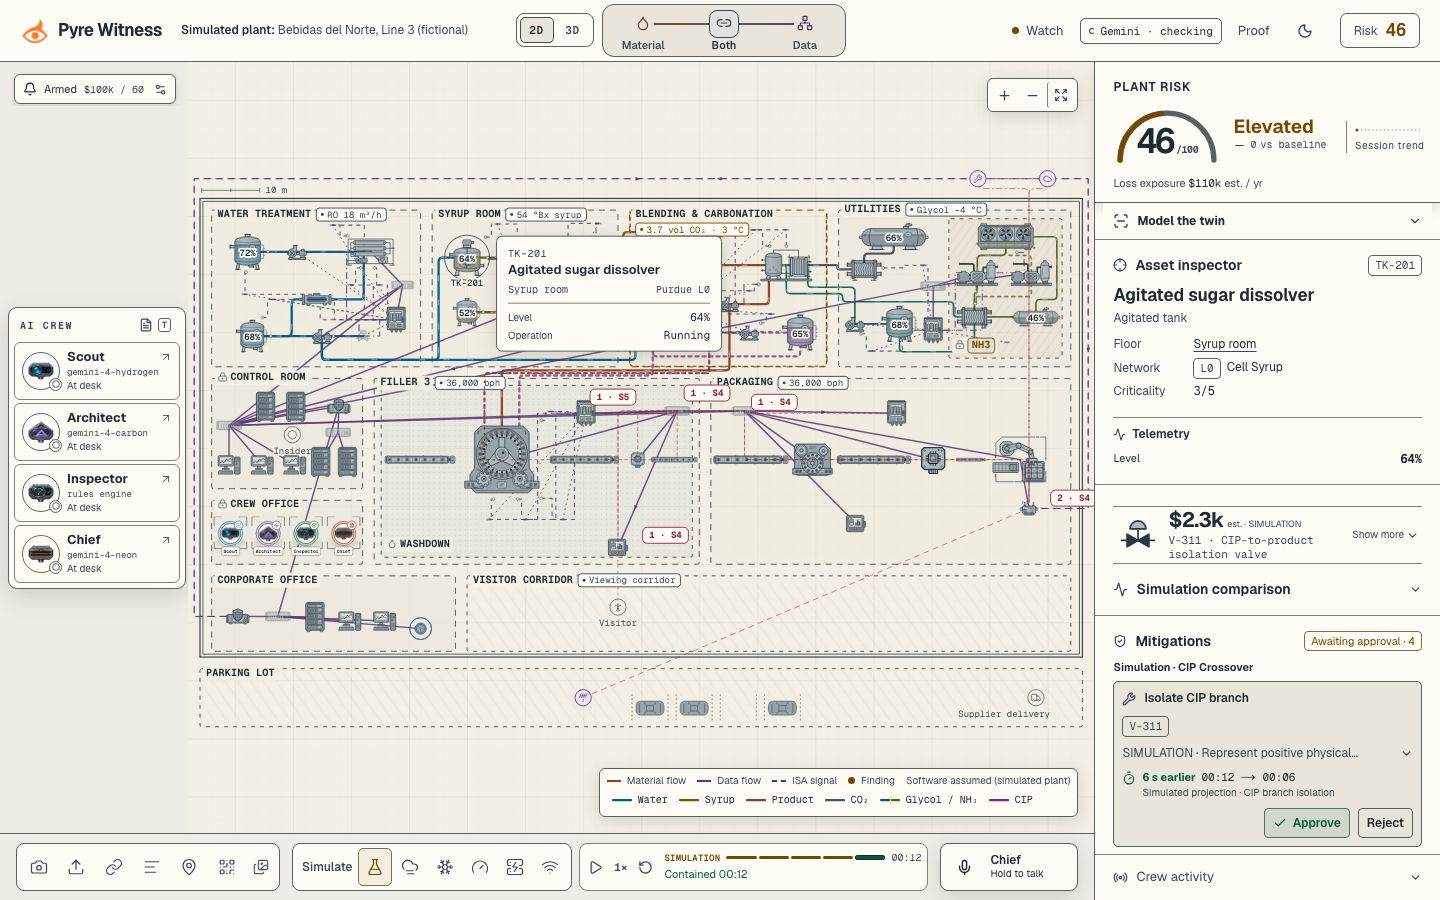 Pyre Witness
Simulated plant: Bebidas del Norte, Line 3 (fictional)
2D 3D
Material Both Data
Watch
C Gemini · checking
Proof
Risk 46
Armed $100k / 60
10 m
WATER TREATMENT
RO 18 m³/h
72%
68%
SYRUP ROOM
54 °Bx syrup
64%
TK-201
52%
BLENDING & CARBONATION
3.7 vol CO₂ · 3 °C
65%
UTILITIES
Glycol −4 °C
66%
68%
46%
NH3
TK-201
Agitated sugar dissolver
Syrup room Purdue L0
Level 64%
Operation Running
AI CREW
T
Scout
gemini-4-hydrogen
At desk
Architect
gemini-4-carbon
At desk
Inspector
rules engine
At desk
Chief
gemini-4-neon
At desk
CONTROL ROOM
Insider
FILLER 3
36,000 bph
1 · S5
1 · S4
1 · S4
PACKAGING
36,000 bph
2 · S4
1 · S4
WASHDOWN
CREW OFFICE
Scout Architect Inspector Chief
CORPORATE OFFICE
VISITOR CORRIDOR
Viewing corridor
Visitor
PARKING LOT
Supplier delivery
Material flow Data flow ISA signal Finding Software assumed (simulated plant)
Water Syrup Product CO₂ Glycol / NH₃ CIP
Simulate
1×
SIMULATION 00:12
Contained 00:12
Chief
Hold to talk
PLANT RISK
46 /100
Elevated
— 0 vs baseline
Session trend
Loss exposure $110k est. / yr
Model the twin
Asset inspector
TK-201
Agitated sugar dissolver
Agitated tank
Floor Syrup room
Network L0 Cell Syrup
Criticality 3/5
Telemetry
Level 64%
$2.3k est. · SIMULATION
V-311 · CIP-to-product
isolation valve
Show more
Simulation comparison
Mitigations
Awaiting approval · 4
Simulation · CIP Crossover
Isolate CIP branch
V-311
SIMULATION · Represent positive physical…
6 s earlier 00:12 → 00:06
Simulated projection · CIP branch isolation
Approve Reject
Crew activity